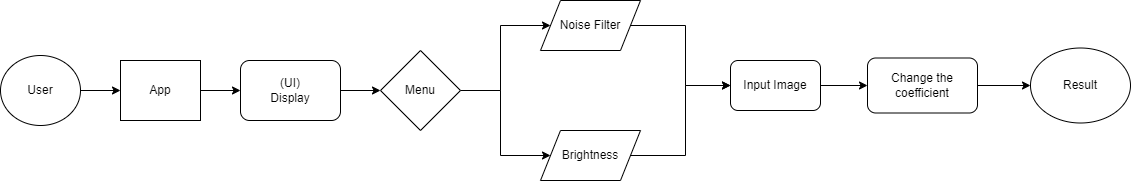 User
App
(UI)
Display
Menu
Noise Filter
Brightness
Input Image
Change the
coefficient
Result